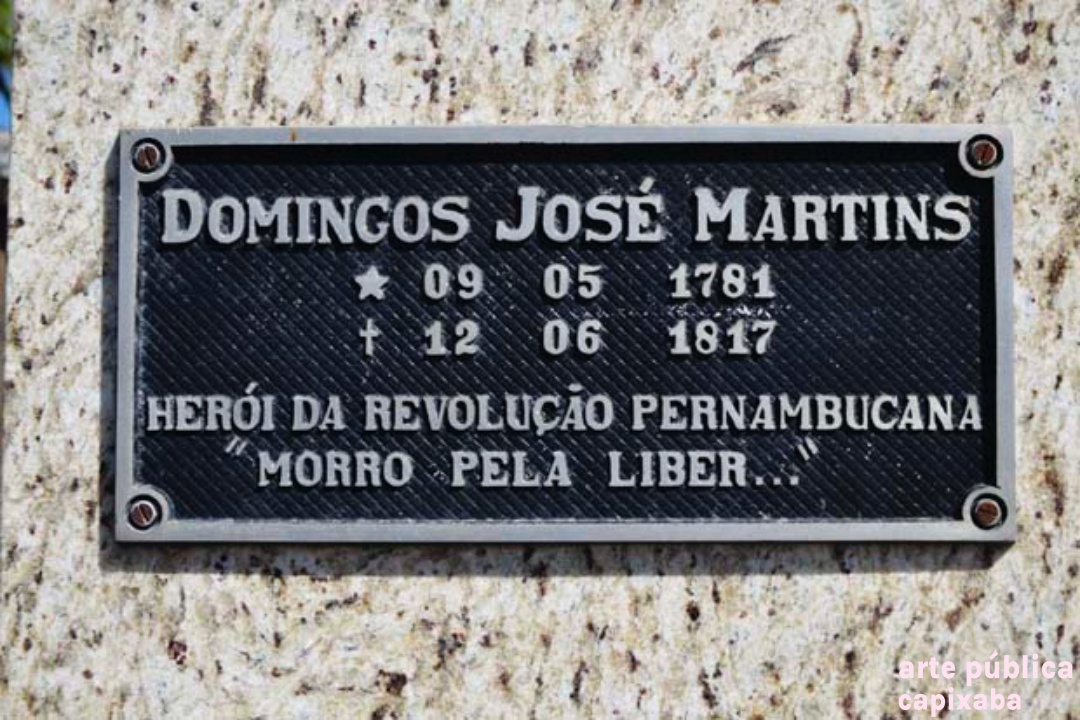 DOMINGOS JOSÉ MARTINS
★ 09 05 1781
† 12 06 1817
HERÓI DA REVOLUÇÃO PERNAMBUCANA
"MORRO PELA LIBER..."
arte pública
capixaba